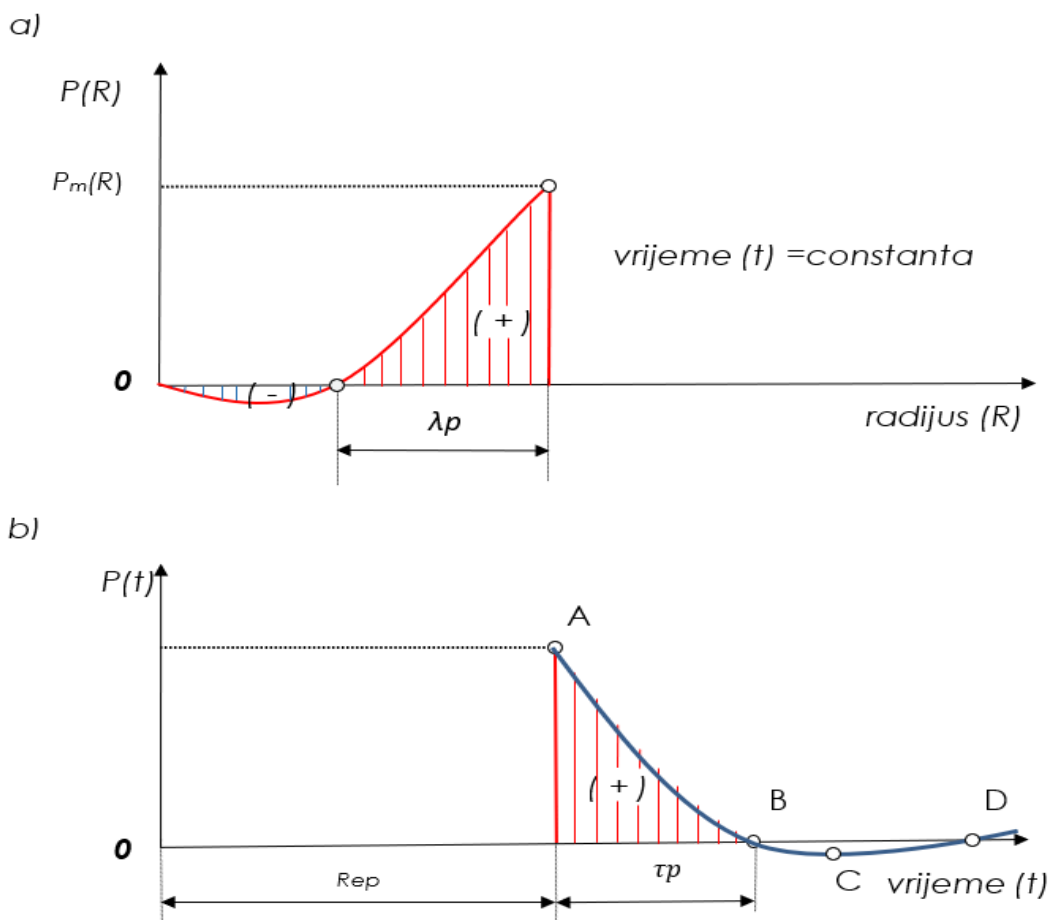 a)
P(R)
Pm(R)
vrijeme (t) =constanta
( + )
0
( - )
radijus (R)
λp
b)
P(t)
A
( + )
B
D
0
Rep
τp
C
vrijeme (t)